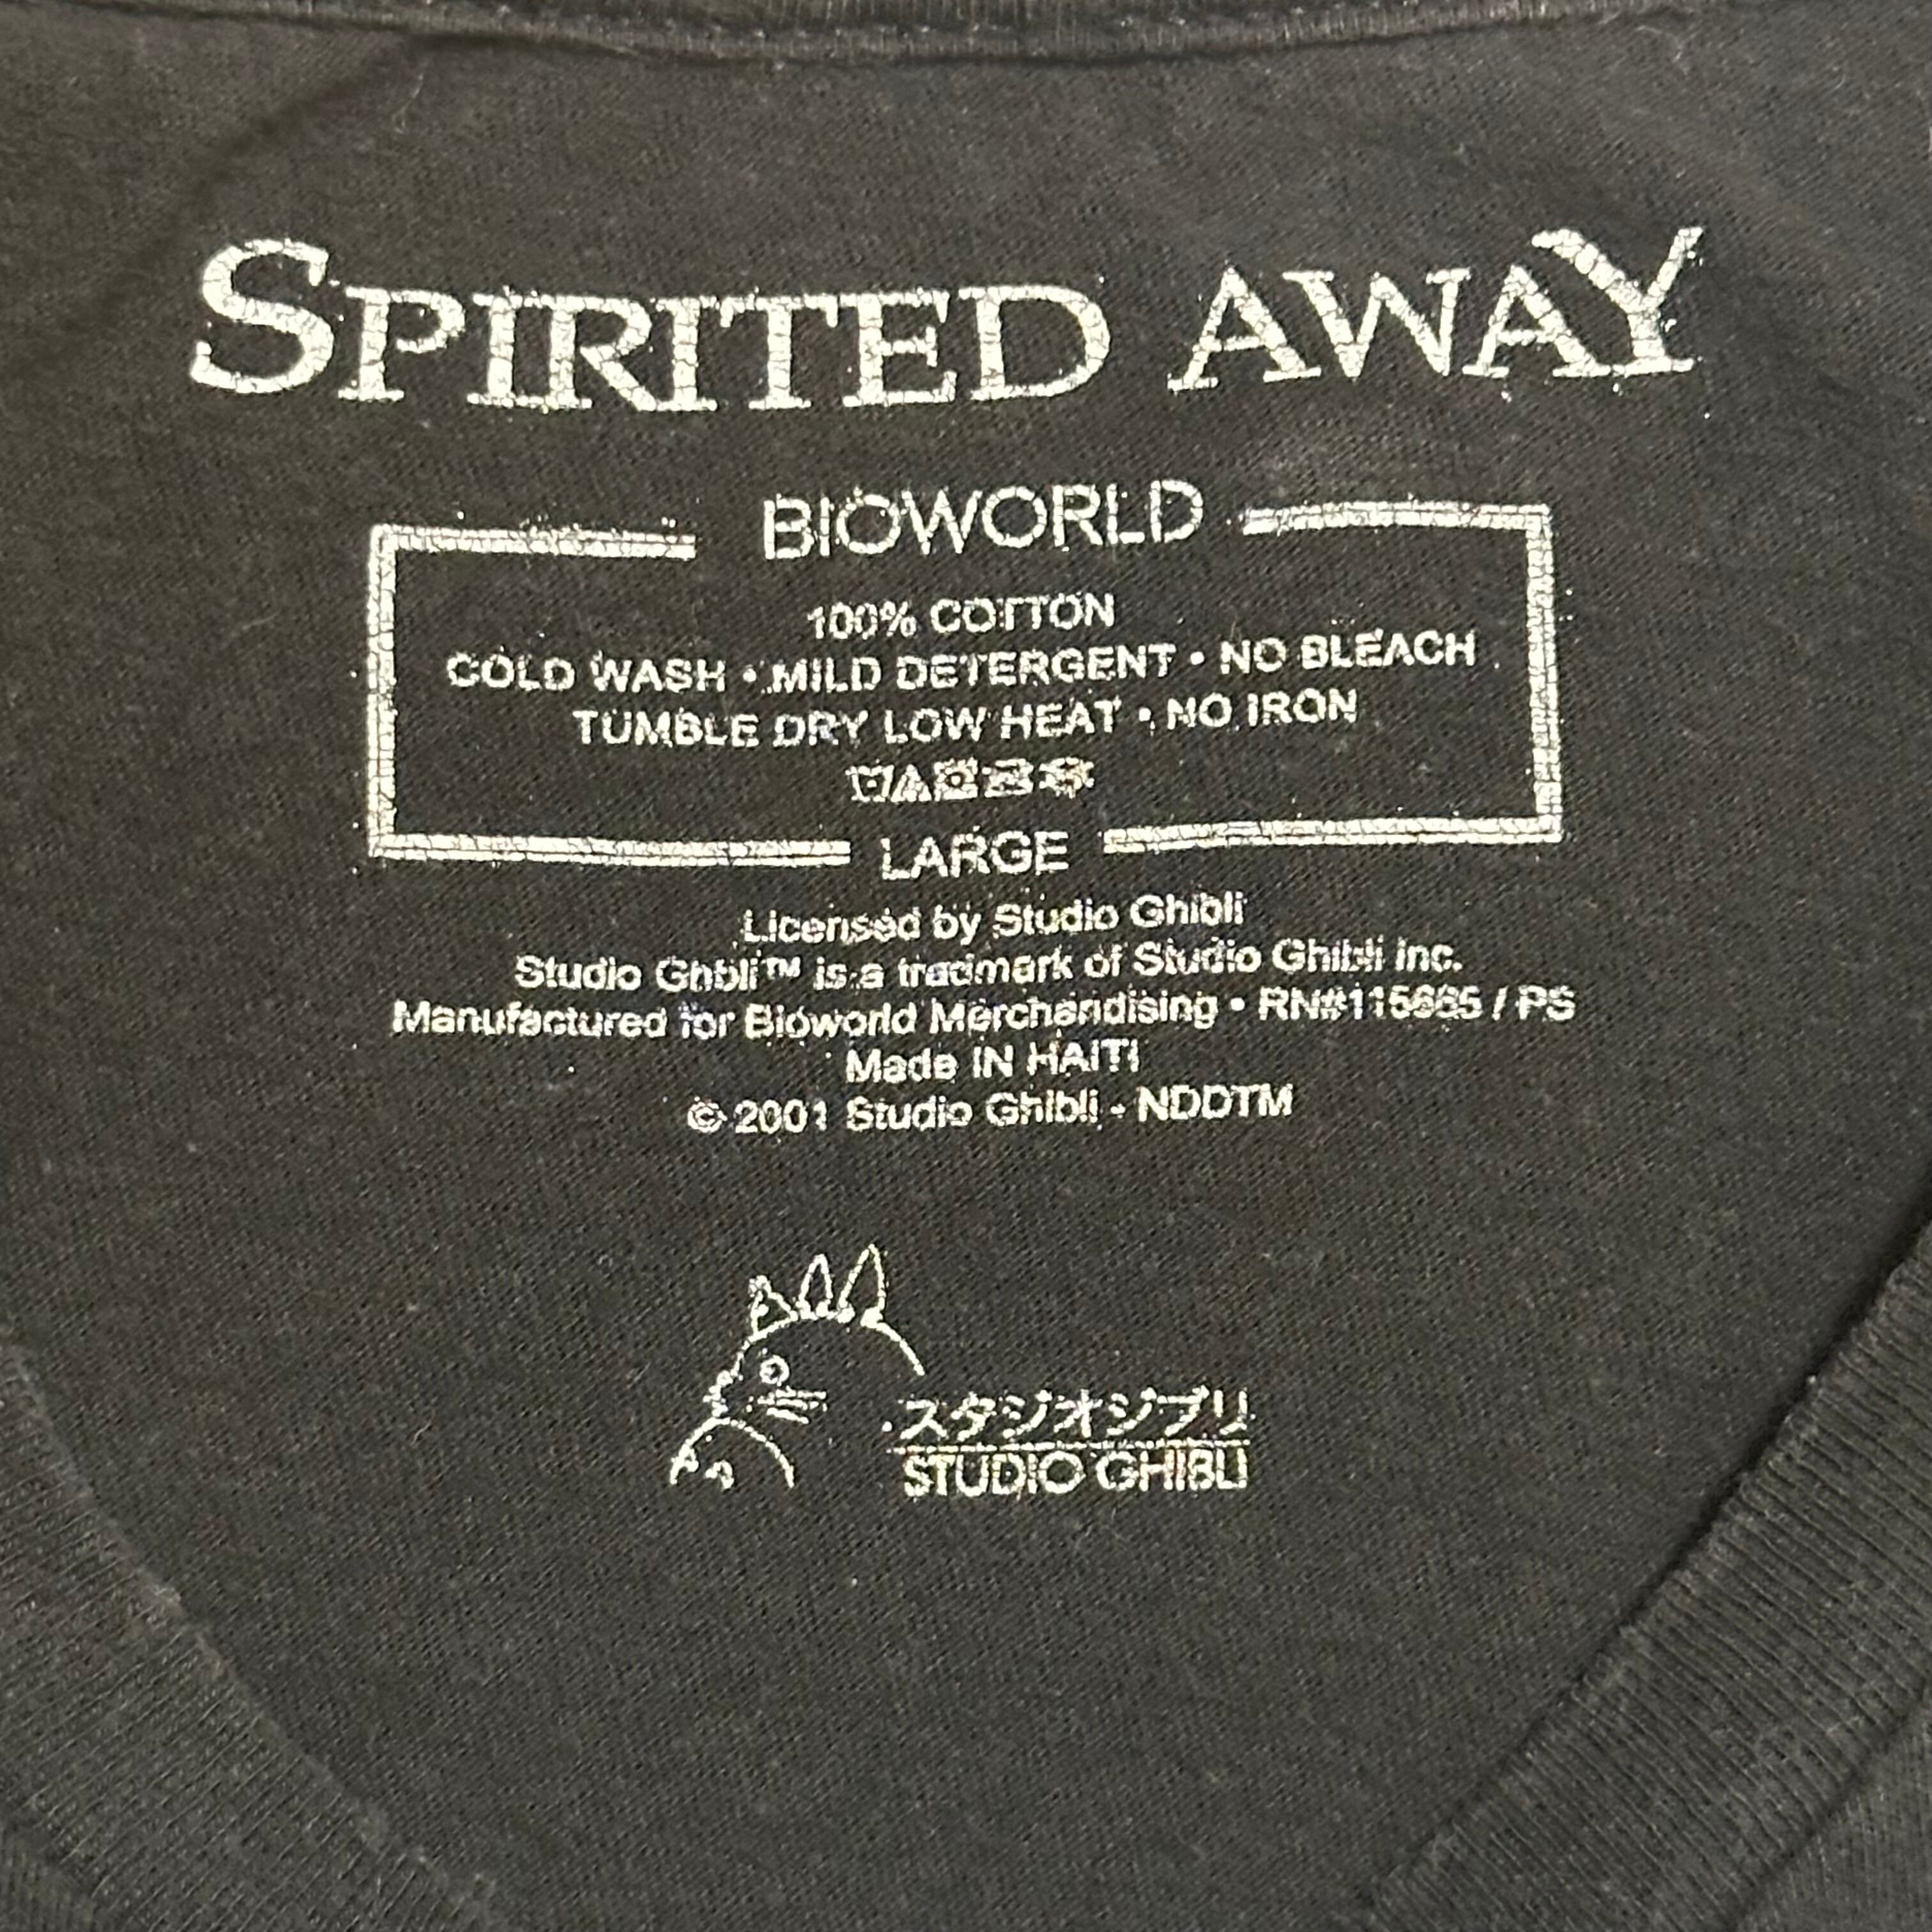 SPIRITED AWAY
BIOWORLD
100% COTTON
COLD WASH • MILD DETERGENT • NO BLEACH
TUMBLE DRY LOW HEAT • NO IRON
LARGE
Licensed by Studio Ghibli
Studio Ghbli™ is a tradmark of Studio Ghibli Inc.
Manufactured for Bioworld Merchandising • RN#115665 / PS
Made IN HAITI
© 2001 Studio Ghibli - NDDTM
スタジオジブリ
STUDIO GHIBLI